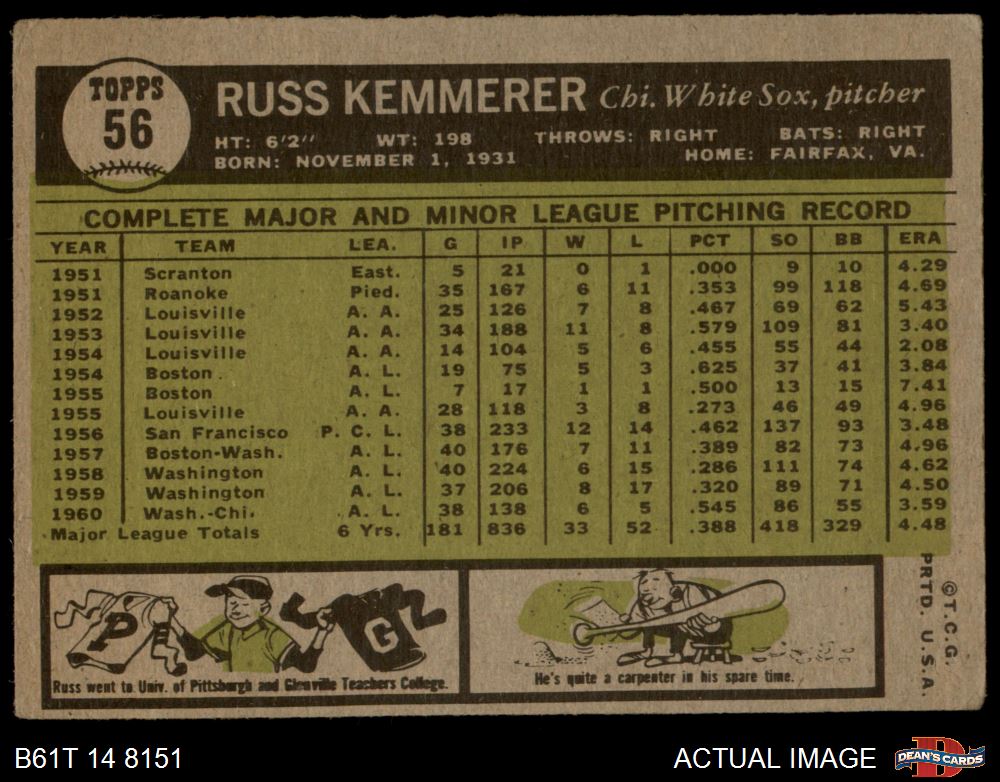 TOPPS
56
RUSS KEMMERER Chi. White Sox, pitcher
HT: 6'2" WT: 198 THROWS: RIGHT BATS: RIGHT
BORN: NOVEMBER 1, 1931 HOME: FAIRFAX, VA.
COMPLETE MAJOR AND MINOR LEAGUE PITCHING RECORD
YEAR TEAM LEA. G IP W L PCT SO BB ERA
1951 Scranton East. 5 21 0 1 .000 9 10 4.29
1951 Roanoke Pied. 35 167 6 11 .353 99 118 4.69
1952 Louisville A. A. 25 126 7 8 .467 69 62 5.43
1953 Louisville A. A. 34 188 11 8 .579 109 81 3.40
1954 Louisville A. A. 14 104 5 6 .455 55 44 2.08
1954 Boston A. L. 19 75 5 3 .625 37 41 3.84
1955 Boston A. L. 7 17 1 1 .500 13 15 7.41
1955 Louisville A. A. 28 118 3 8 .273 46 49 4.96
1956 San Francisco P. C. L. 38 233 12 14 .462 137 93 3.48
1957 Boston-Wash. A. L. 40 176 7 11 .389 82 73 4.96
1958 Washington A. L. 40 224 6 15 .286 111 74 4.62
1959 Washington A. L. 37 206 8 17 .320 89 71 4.50
1960 Wash.-Chi. A. L. 38 138 6 5 .545 86 55 3.59
Major League Totals 6 Yrs. 181 836 33 52 .388 418 329 4.48
P
G
Russ went to Univ. of Pittsburgh and Glenville Teachers College.
He's quite a carpenter in his spare time.
©T.C.G.
PRTD. U.S.A.
B61T 14 8151
ACTUAL IMAGE
D
DEAN'S CARDS